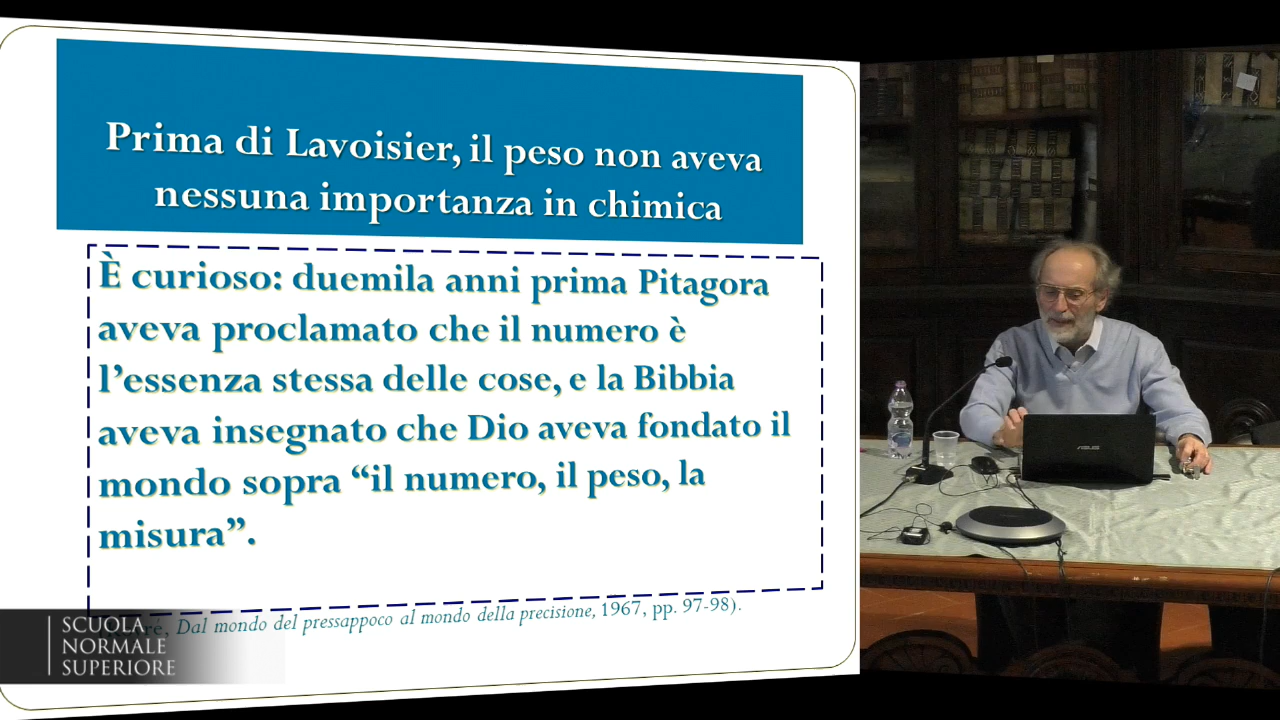 Prima di Lavoisier, il peso non aveva
nessuna importanza in chimica
È curioso: duemila anni prima Pitagora
aveva proclamato che il numero è
l’essenza stessa delle cose, e la Bibbia
aveva insegnato che Dio aveva fondato il
mondo sopra “il numero, il peso, la
misura”.
Dal mondo del pressappoco al mondo della precisione, 1967, pp. 97-98).
SCUOLA
NORMALE
SUPERIORE
ASUS